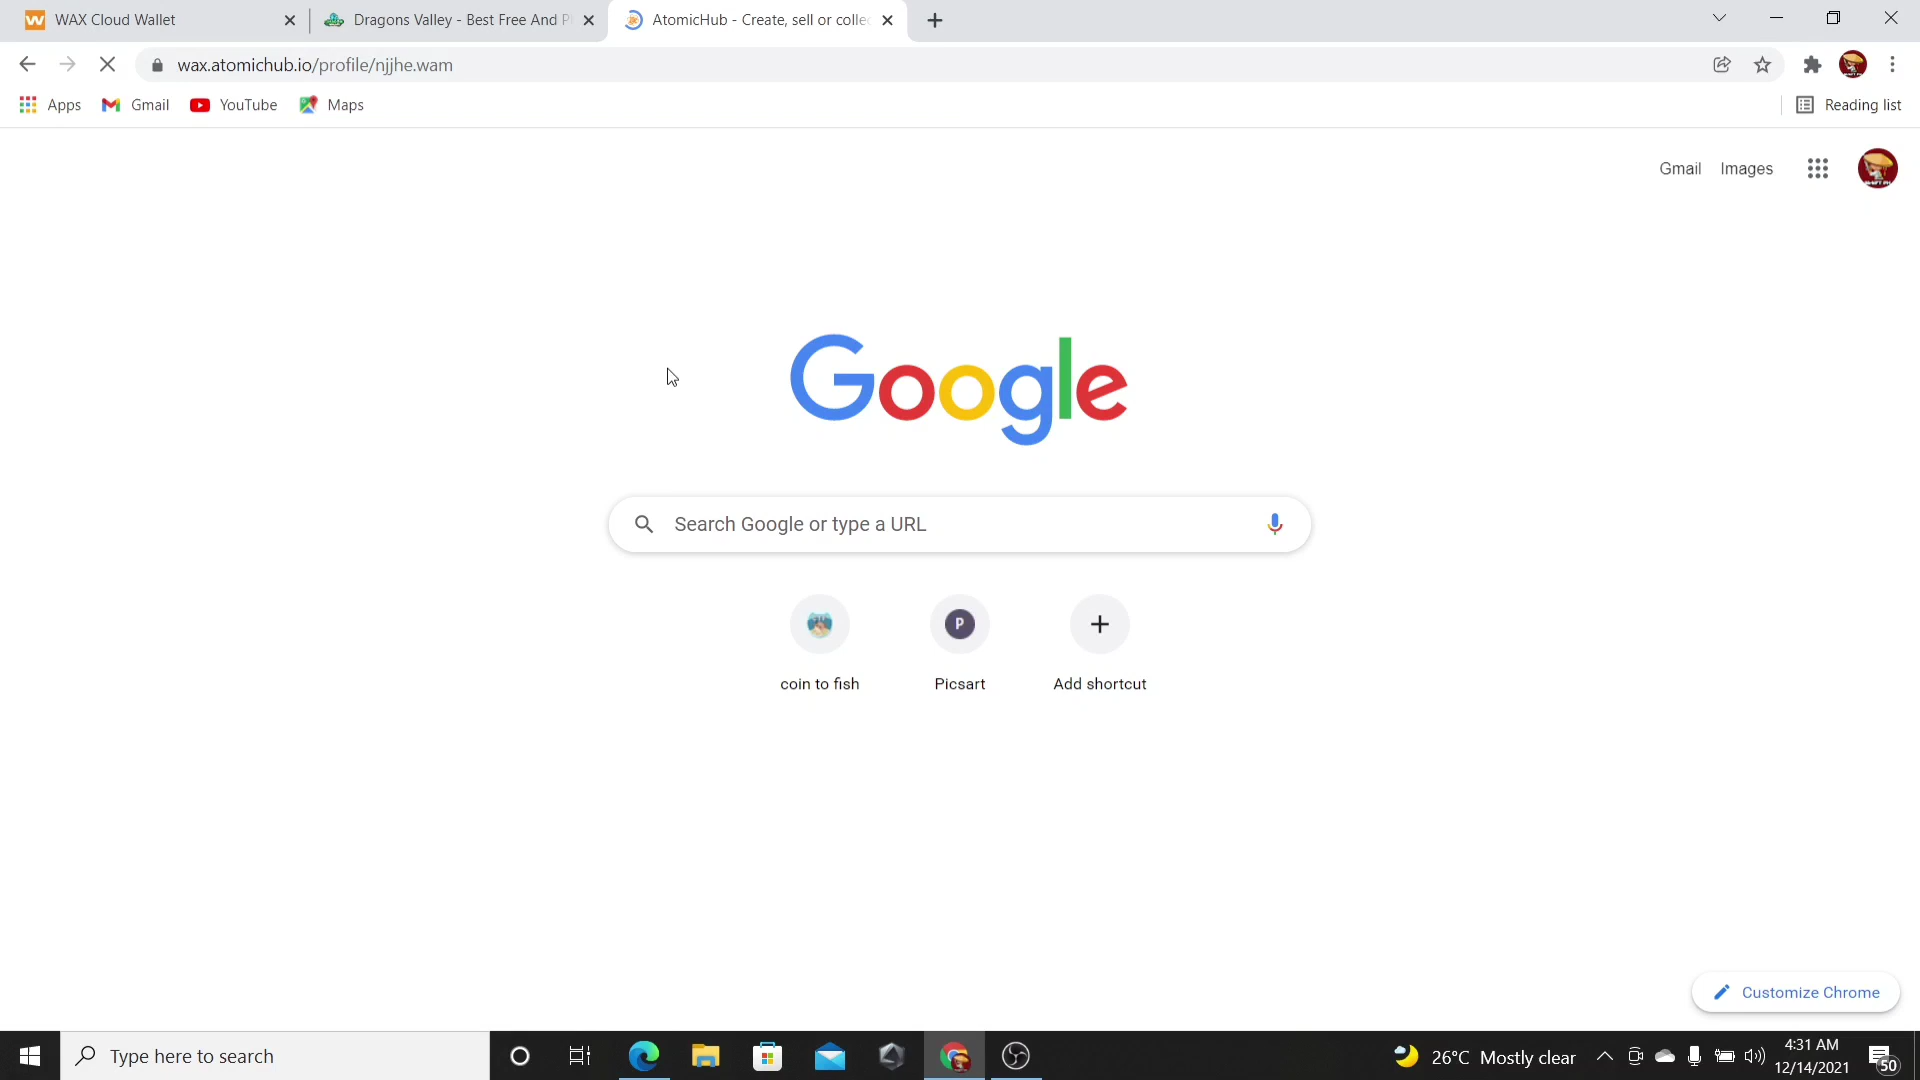 WAX Cloud Wallet
Dragons Valley - Best Free And P
AtomicHub - Create, sell or colle
wax.atomichub.io/profile/njjhe.wam
Apps
Gmail
YouTube
Maps
Reading list
Gmail
Images
Google
Search Google or type a URL
P
coin to fish
Picsart
Add shortcut
Customize Chrome
Type here to search
26°C Mostly clear
4:31 AM
12/14/2021
50